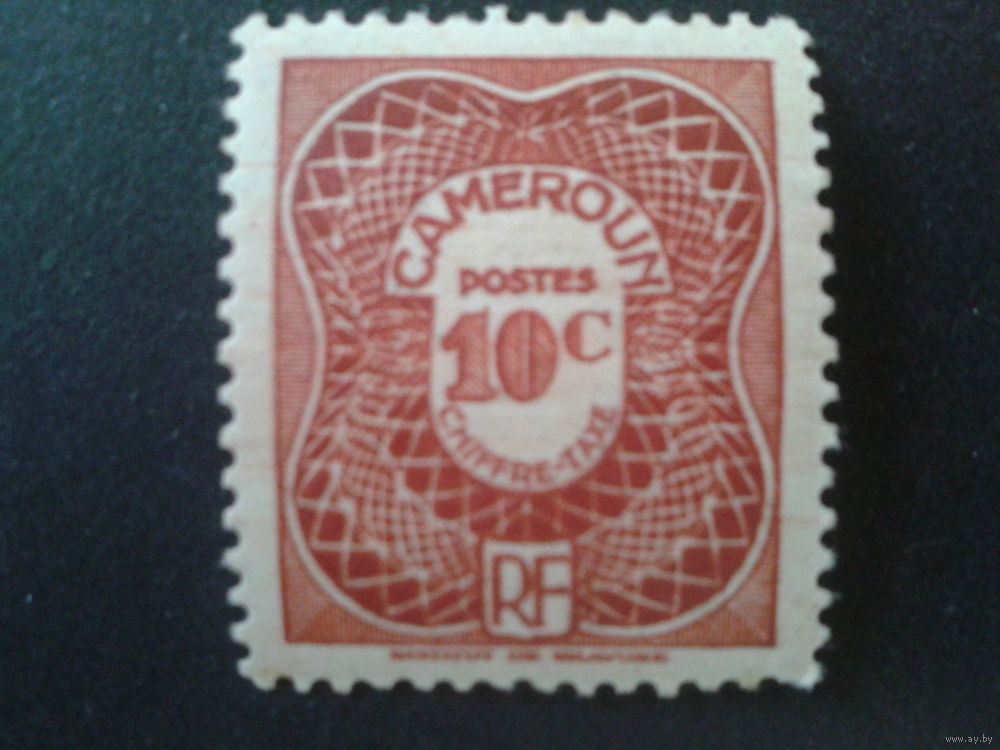 CAMEROUN
POSTES
10c
CHIFFRE-TAXE
RF
www.ay.by